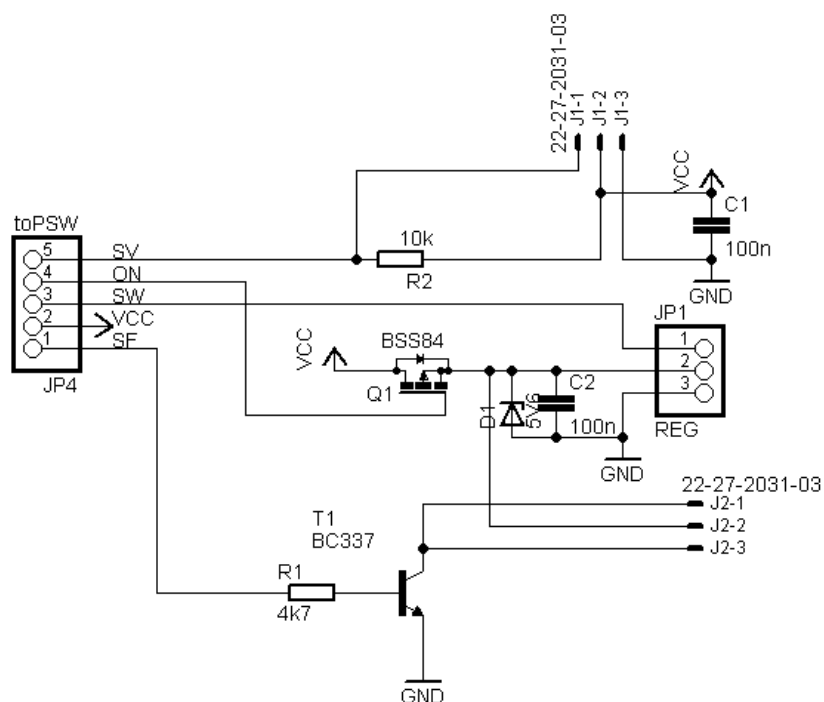 22-27-2031-03
J1-1
J1-2
J1-3
VCC
C1
100n
GND
toPSW
5
SV
4
ON
3
SW
2
VCC
1
SF
JP4
10k
R2
VCC
BSS84
Q1
D1
5V6
C2
100n
GND
JP1
1
2
3
REG
22-27-2031-03
J2-1
J2-2
J2-3
T1
BC337
R1
4k7
GND